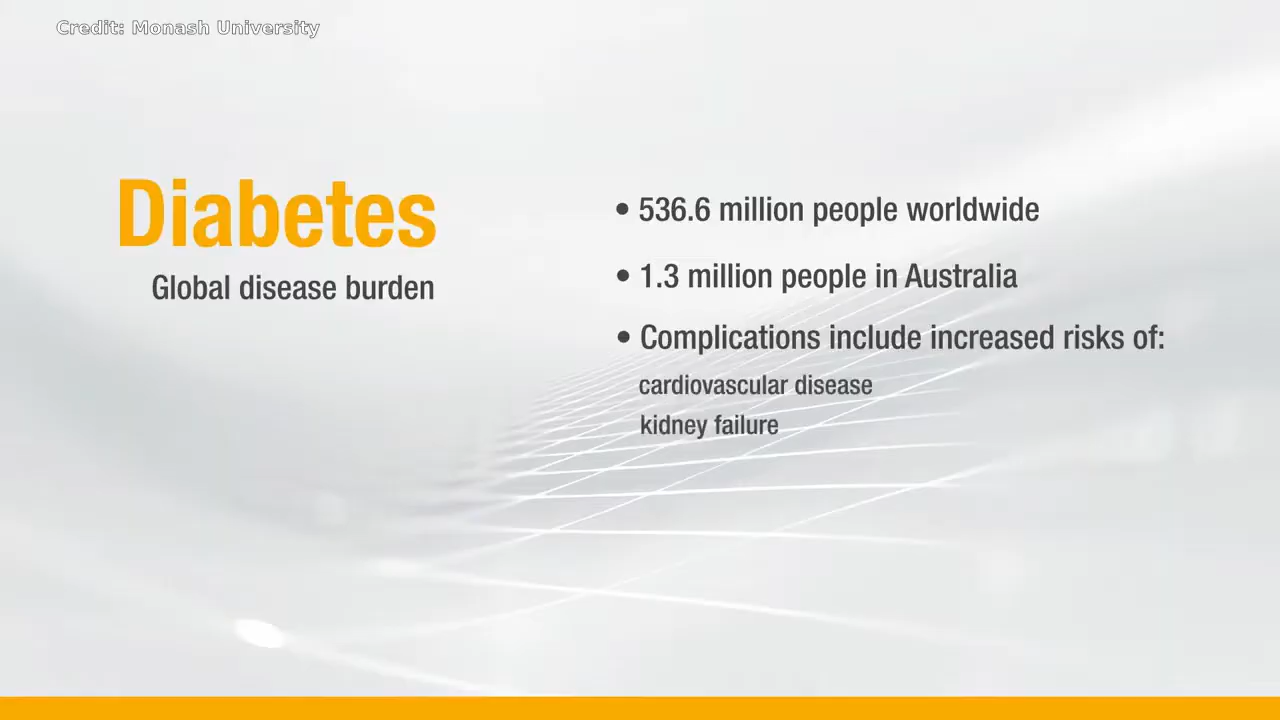 Credit: Monash University
Diabetes
Global disease burden
• 536.6 million people worldwide
• 1.3 million people in Australia
• Complications include increased risks of:
cardiovascular disease
kidney failure